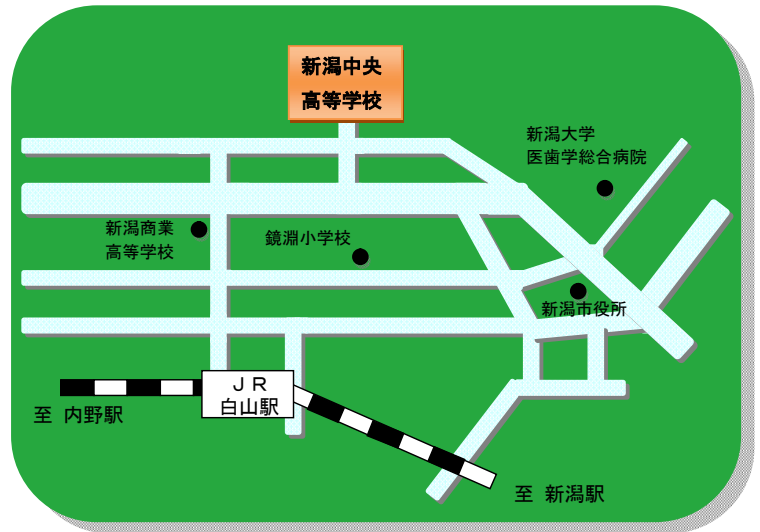 新潟中央
高等学校
新潟大学
医歯学総合病院
新潟商業
高等学校
鏡淵小学校
新潟市役所
ＪＲ
白山駅
至 内野駅
至 新潟駅